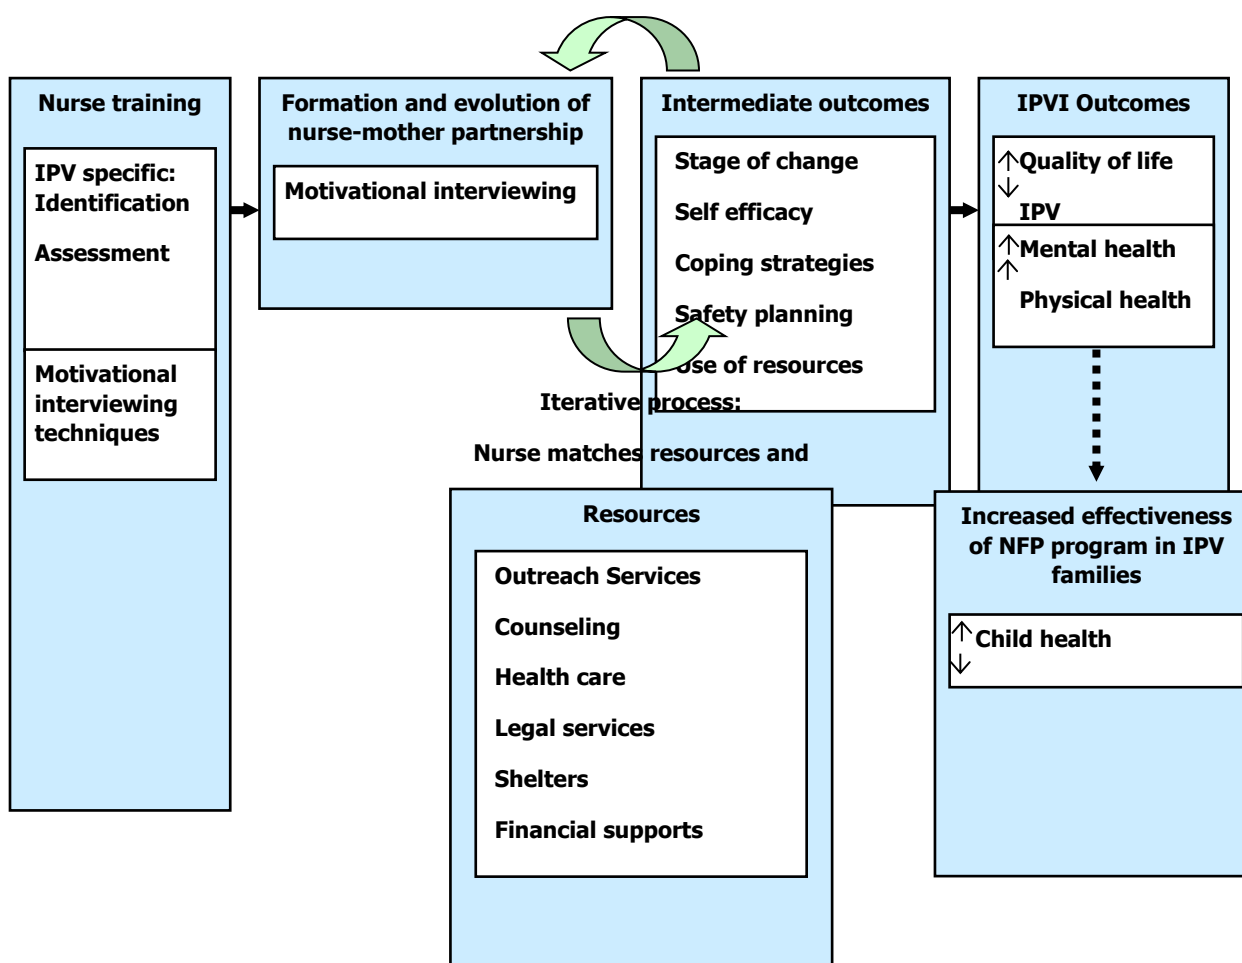 Nurse training
IPV specific:
Identification
Assessment
Motivational
interviewing
techniques
Formation and evolution of
nurse-mother partnership
Motivational interviewing
Intermediate outcomes
Stage of change
Self efficacy
Coping strategies
Safety planning
Use of resources
Iterative process:
Nurse matches resources and
IPVI Outcomes
↑ Quality of life
↓ IPV
↑ Mental health
↑ Physical health
Resources
Outreach Services
Counseling
Health care
Legal services
Shelters
Financial supports
Increased effectiveness
of NFP program in IPV
families
↑ Child health
↓